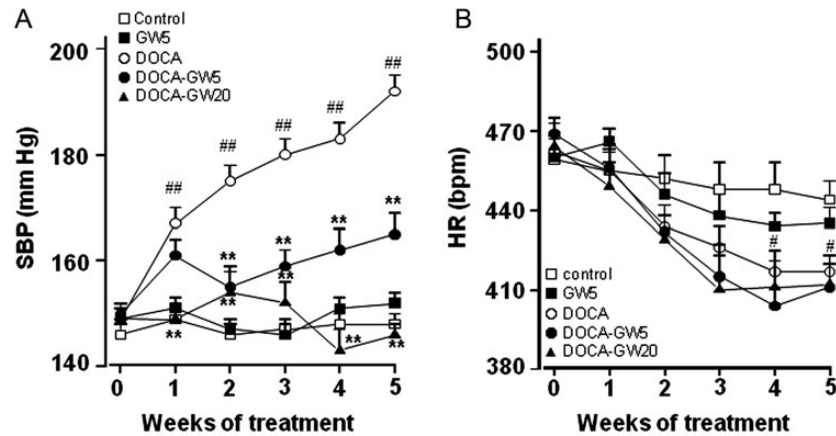 A
SBP (mm Hg)
200
180
160
140
Control
GW5
DOCA
DOCA-GW5
DOCA-GW20
##
##
##
##
##
**
**
**
**
**
**
**
**
**
0 1 2 3 4 5
Weeks of treatment
B
HR (bpm)
500
470
440
410
380
#
#
control
GW5
DOCA
DOCA-GW5
DOCA-GW20
0 1 2 3 4 5
Weeks of treatment